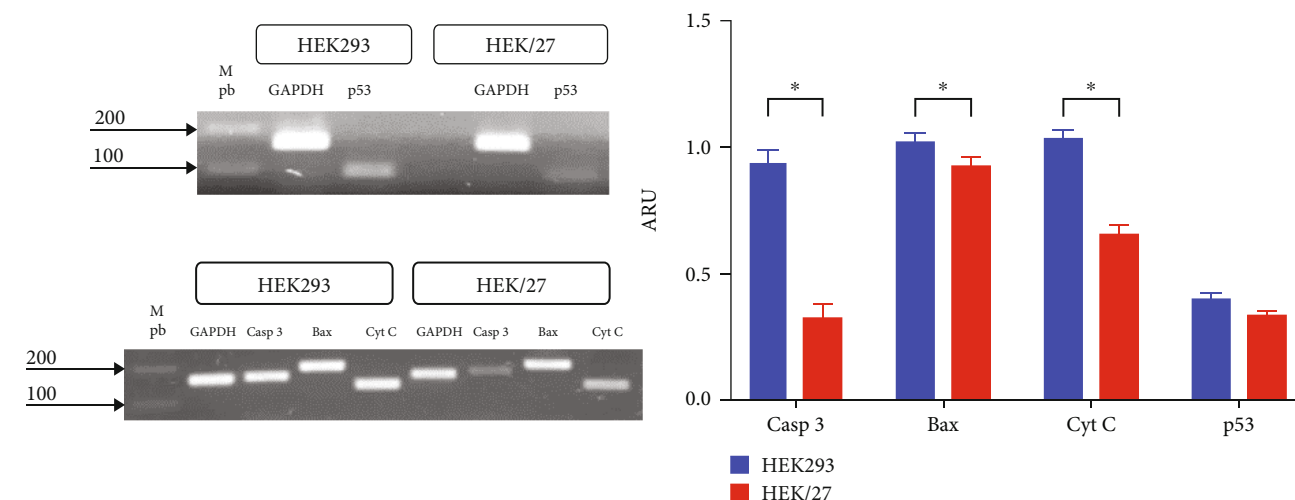 HEK293 HEK/27
M
pb GAPDH p53 GAPDH p53
200
100
HEK293 HEK/27
M
pb GAPDH Casp 3 Bax Cyt C GAPDH Casp 3 Bax Cyt C
200
100
1.5
* * *
1.0
ARU
0.5
0.0
Casp 3 Bax Cyt C p53
HEK293
HEK/27